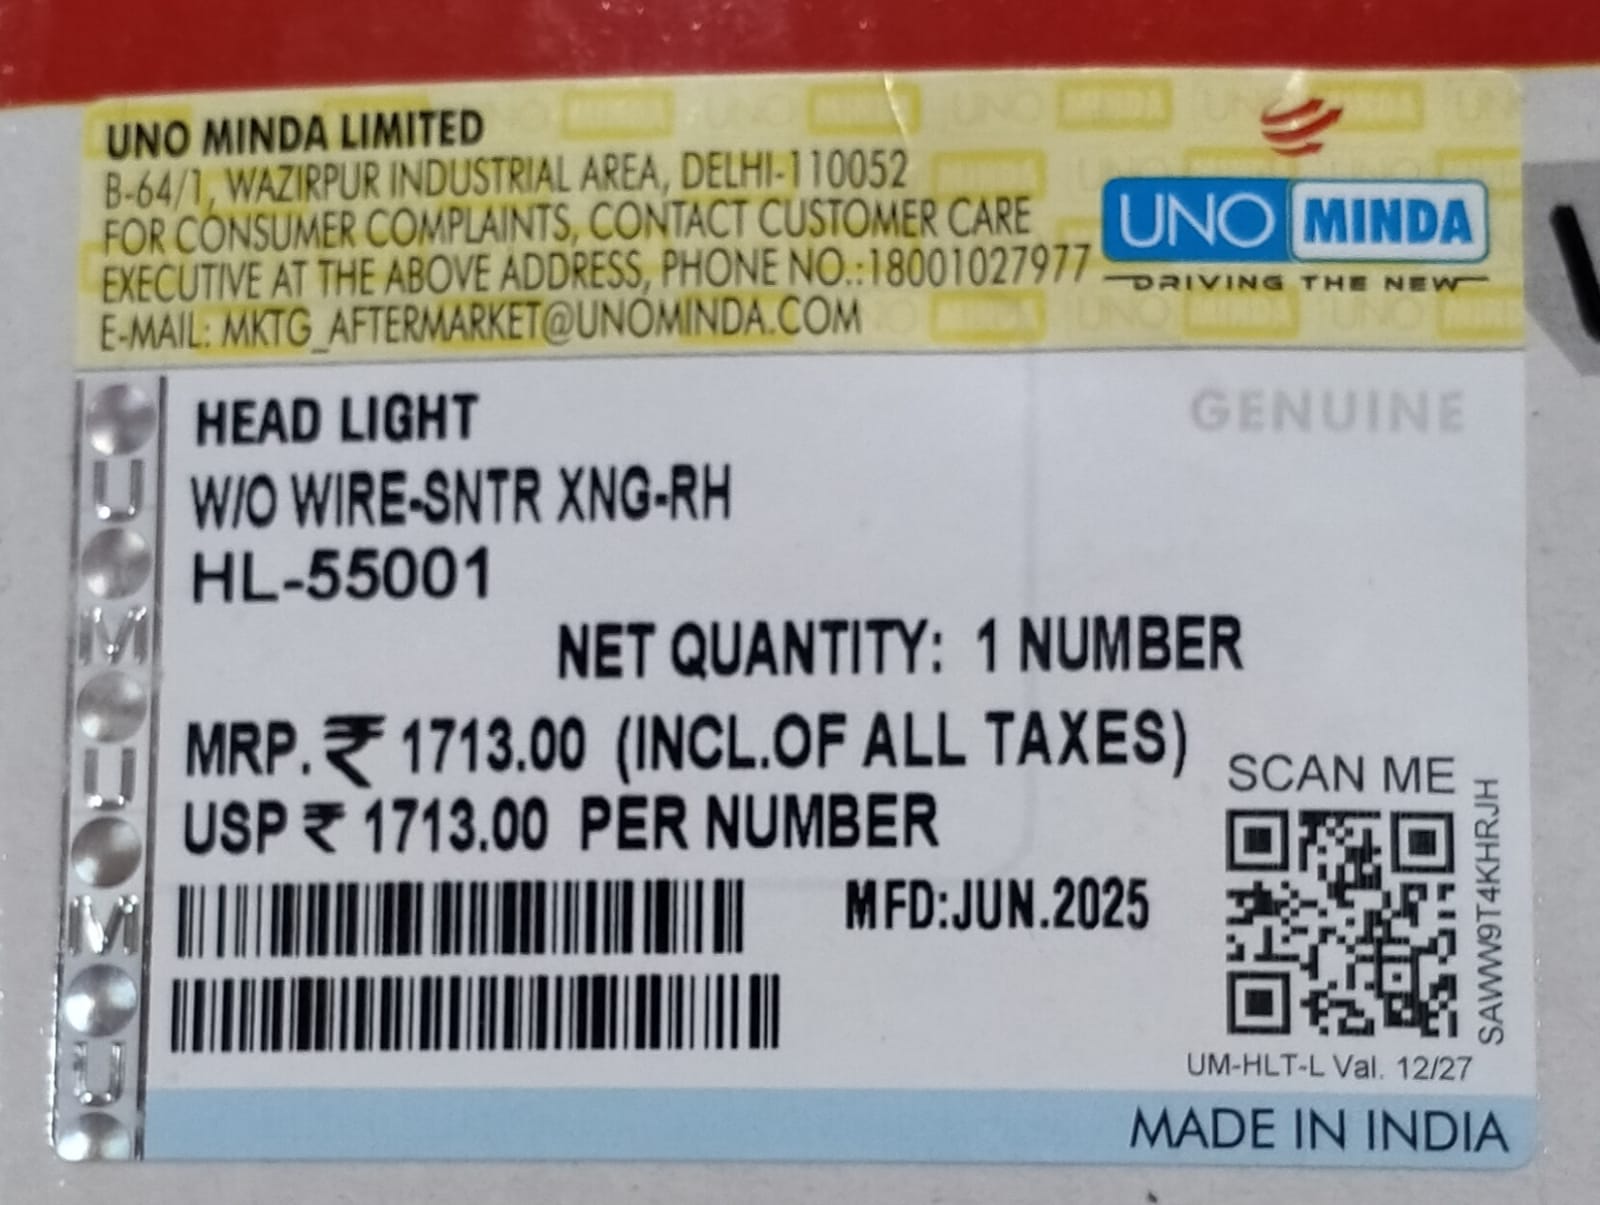 UNO MINDA LIMITED
B-64/1, WAZIRPUR INDUSTRIAL AREA, DELHI-110052
FOR CONSUMER COMPLAINTS, CONTACT CUSTOMER CARE
EXECUTIVE AT THE ABOVE ADDRESS, PHONE NO.:18001027977
E-MAIL: MKTG_AFTERMARKET@UNOMINDA.COM
UNO MINDA
DRIVING THE NEW
GENUINE
HEAD LIGHT
W/O WIRE-SNTR XNG-RH
HL-55001
NET QUANTITY: 1 NUMBER
MRP.₹ 1713.00 (INCL.OF ALL TAXES)
USP ₹ 1713.00 PER NUMBER
MFD:JUN.2025
SCAN ME
SAWW9T4KHRJH
UM-HLT-L Val. 12/27
MADE IN INDIA
U
M
U
M
U